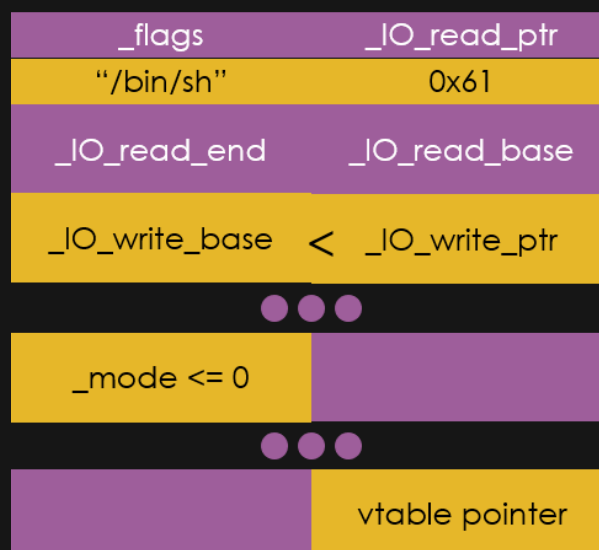 _flags _IO_read_ptr
“/bin/sh” 0x61
_IO_read_end _IO_read_base
_IO_write_base < _IO_write_ptr
_mode <= 0
vtable pointer